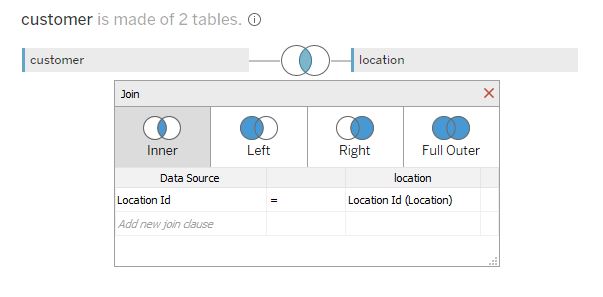 customer is made of 2 tables.
customer location
Join
Inner Left Right Full Outer
Data Source location
Location Id = Location Id (Location)
Add new join clause